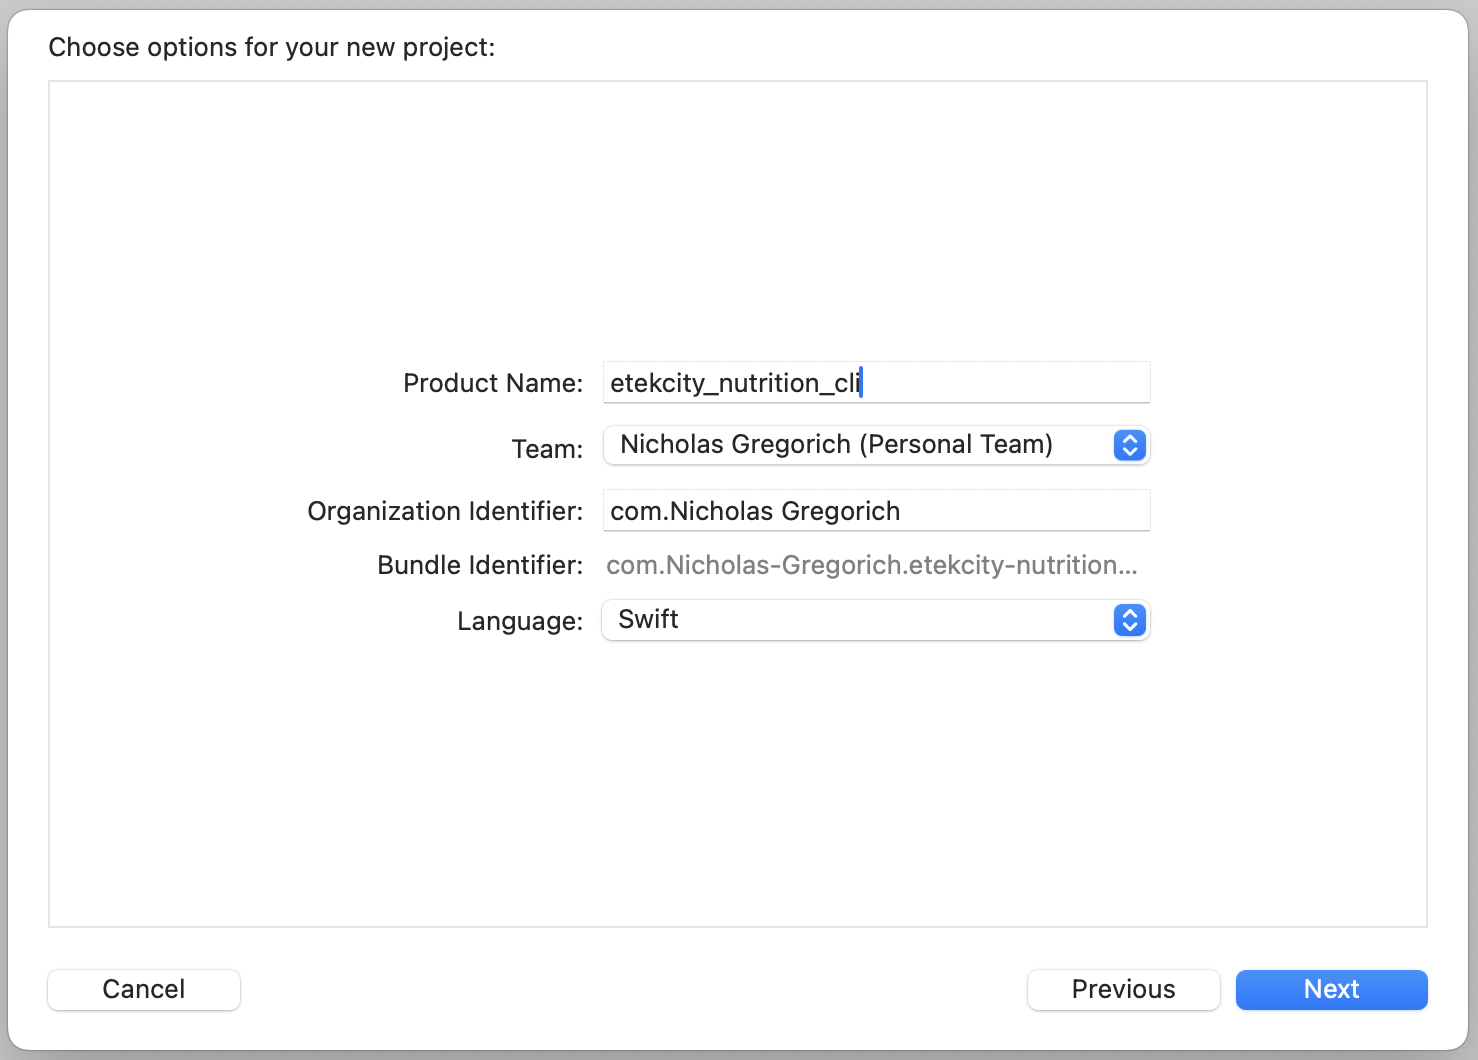 Choose options for your new project:
Product Name: etekcity_nutrition_cli
Team: Nicholas Gregorich (Personal Team)
Organization Identifier: com.Nicholas Gregorich
Bundle Identifier: com.Nicholas-Gregorich.etekcity-nutrition...
Language: Swift
Cancel Previous Next